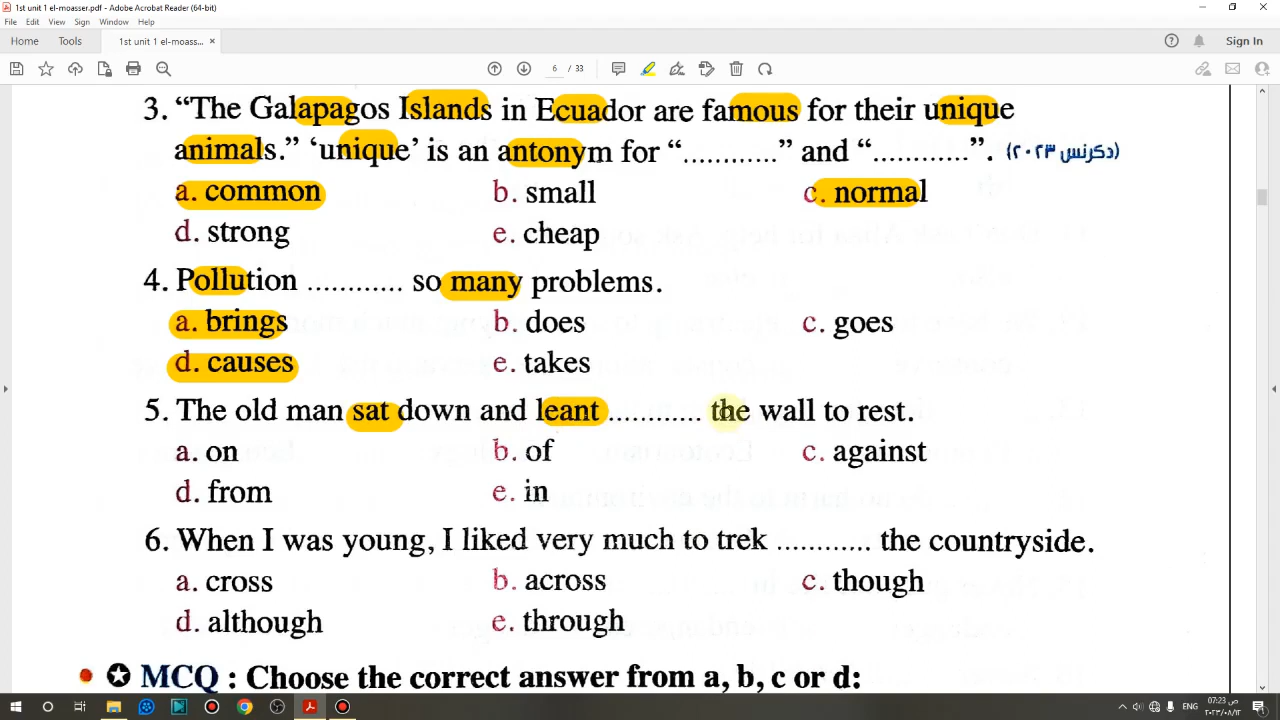 1st unit 1 el-moasser.pdf - Adobe Acrobat Reader (64-bit)
File Edit View Sign Window Help
Home Tools 1st unit 1 el-moass... × Sign In
6 / 33
3. “The Galapagos Islands in Ecuador are famous for their unique
animals.” ‘unique’ is an antonym for “............” and “............”. (دكرنس ٢٠٢٣)
a. common b. small c. normal
d. strong e. cheap
4. Pollution ............ so many problems.
a. brings b. does c. goes
d. causes e. takes
5. The old man sat down and leant ............ the wall to rest.
a. on b. of c. against
d. from e. in
6. When I was young, I liked very much to trek ............ the countryside.
a. cross b. across c. though
d. although e. through
MCQ : Choose the correct answer from a, b, c or d:
ENG 07:23 ص
٢٠٢٣/٠٨/١٢